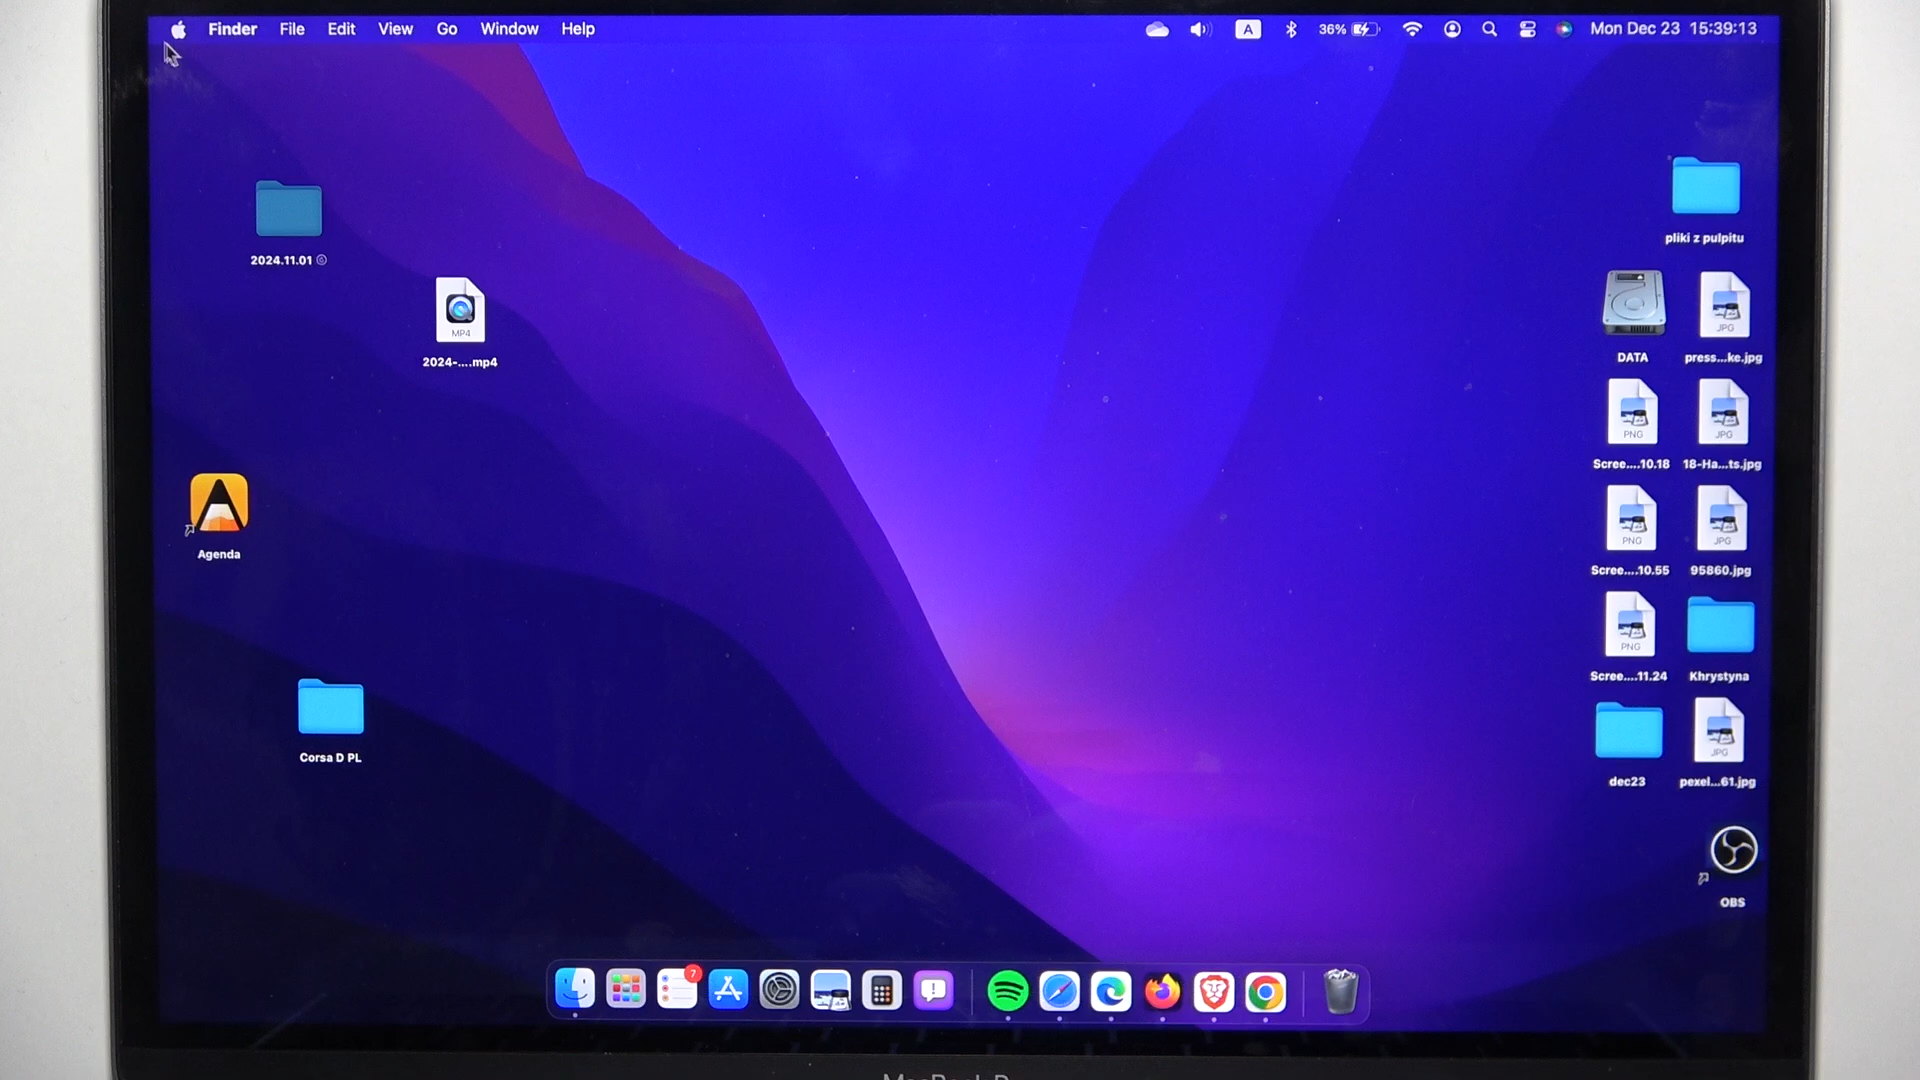 Finder File Edit View Go Window Help A 36% Mon Dec 23 15:39:13
pliki z pulpitu
2024.11.01
MP4
2024-....mp4
JPG
DATA
press...ke.jpg
PNG
JPG
Scree....10.18
18-Ha...ts.jpg
PNG
JPG
Scree....10.55
95860.jpg
Agenda
PNG
Scree....11.24
Khrystyna
Corsa D PL
JPG
dec23
pexel...61.jpg
OBS
7